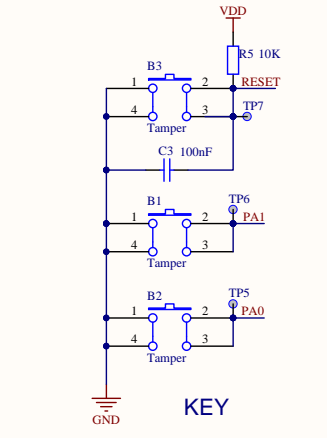 VDD
R5 10K
B3
1 2 RESET
4 3 TP7
Tamper
C3 100nF
B1 TP6
1 2 PA1
4 3
Tamper
B2 TP5
1 2 PA0
4 3
Tamper
GND
KEY